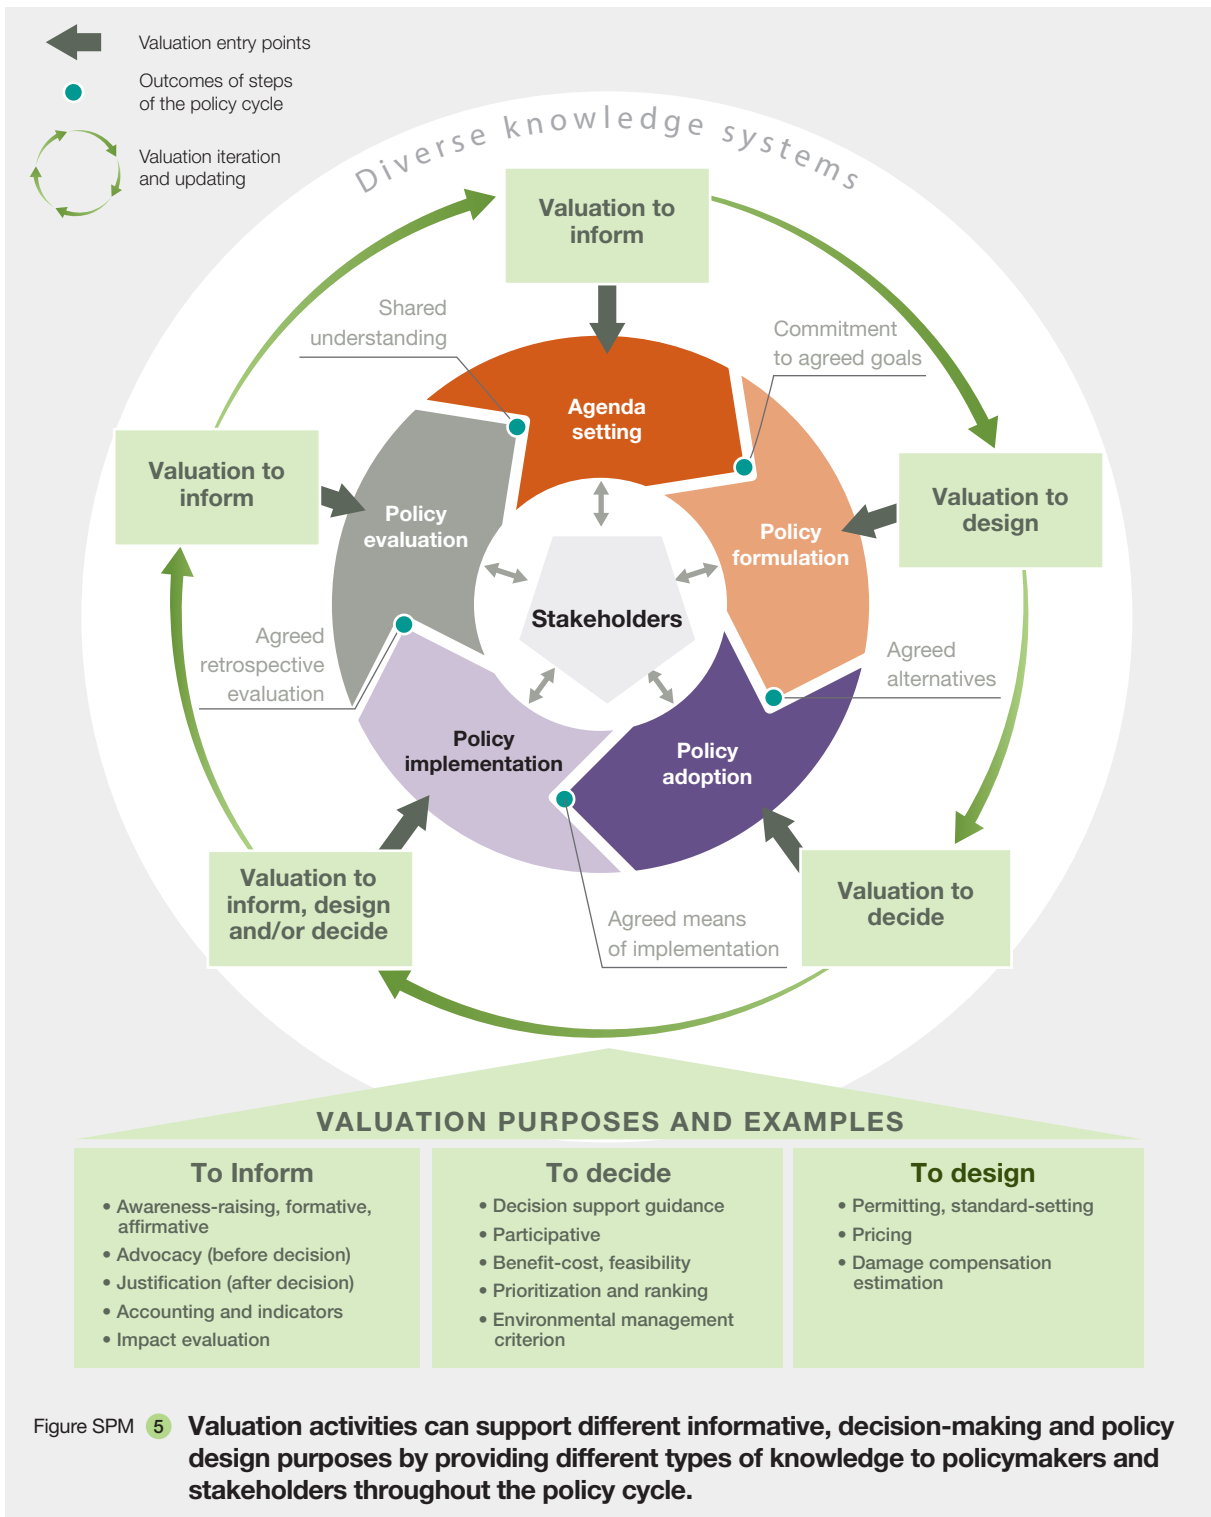 Valuation entry points
Outcomes of steps
of the policy cycle
Valuation iteration
and updating
Diverse knowledge systems
Valuation to
inform
Shared
understanding
Commitment
to agreed goals
Agenda
setting
Valuation to
inform
Policy
evaluation
Policy
formulation
Valuation to
design
Stakeholders
Agreed
retrospective
evaluation
Agreed
alternatives
Policy
implementation
Policy
adoption
Valuation to
inform, design
and/or decide
Agreed means
of implementation
Valuation to
decide
VALUATION PURPOSES AND EXAMPLES
To Inform
• Awareness-raising, formative,
affirmative
• Advocacy (before decision)
• Justification (after decision)
• Accounting and indicators
• Impact evaluation
To decide
• Decision support guidance
• Participative
• Benefit-cost, feasibility
• Prioritization and ranking
• Environmental management
criterion
To design
• Permitting, standard-setting
• Pricing
• Damage compensation
estimation
Figure SPM 5 Valuation activities can support different informative, decision-making and policy
design purposes by providing different types of knowledge to policymakers and
stakeholders throughout the policy cycle.